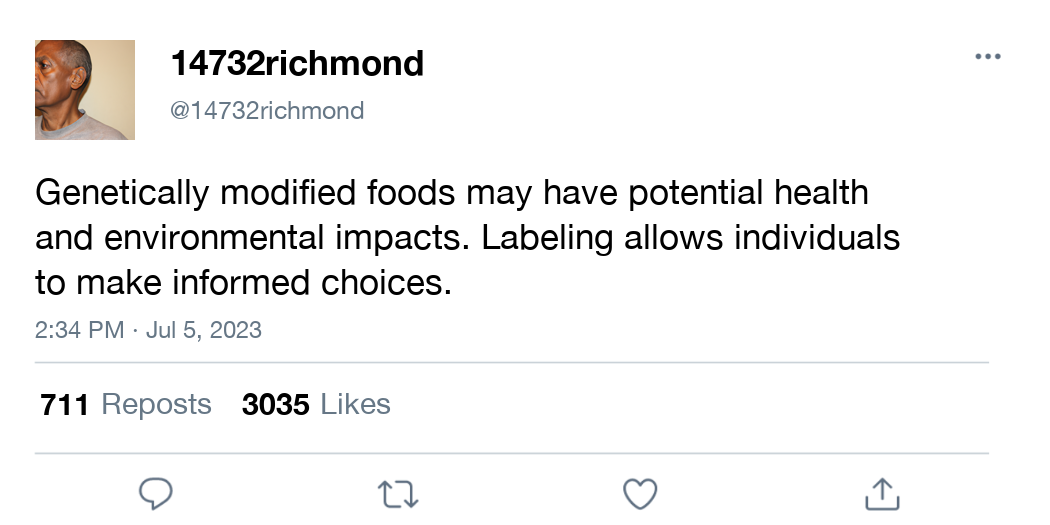 14732richmond
@14732richmond
Genetically modified foods may have potential health
and environmental impacts. Labeling allows individuals
to make informed choices.
2:34 PM · Jul 5, 2023
711 Reposts 3035 Likes